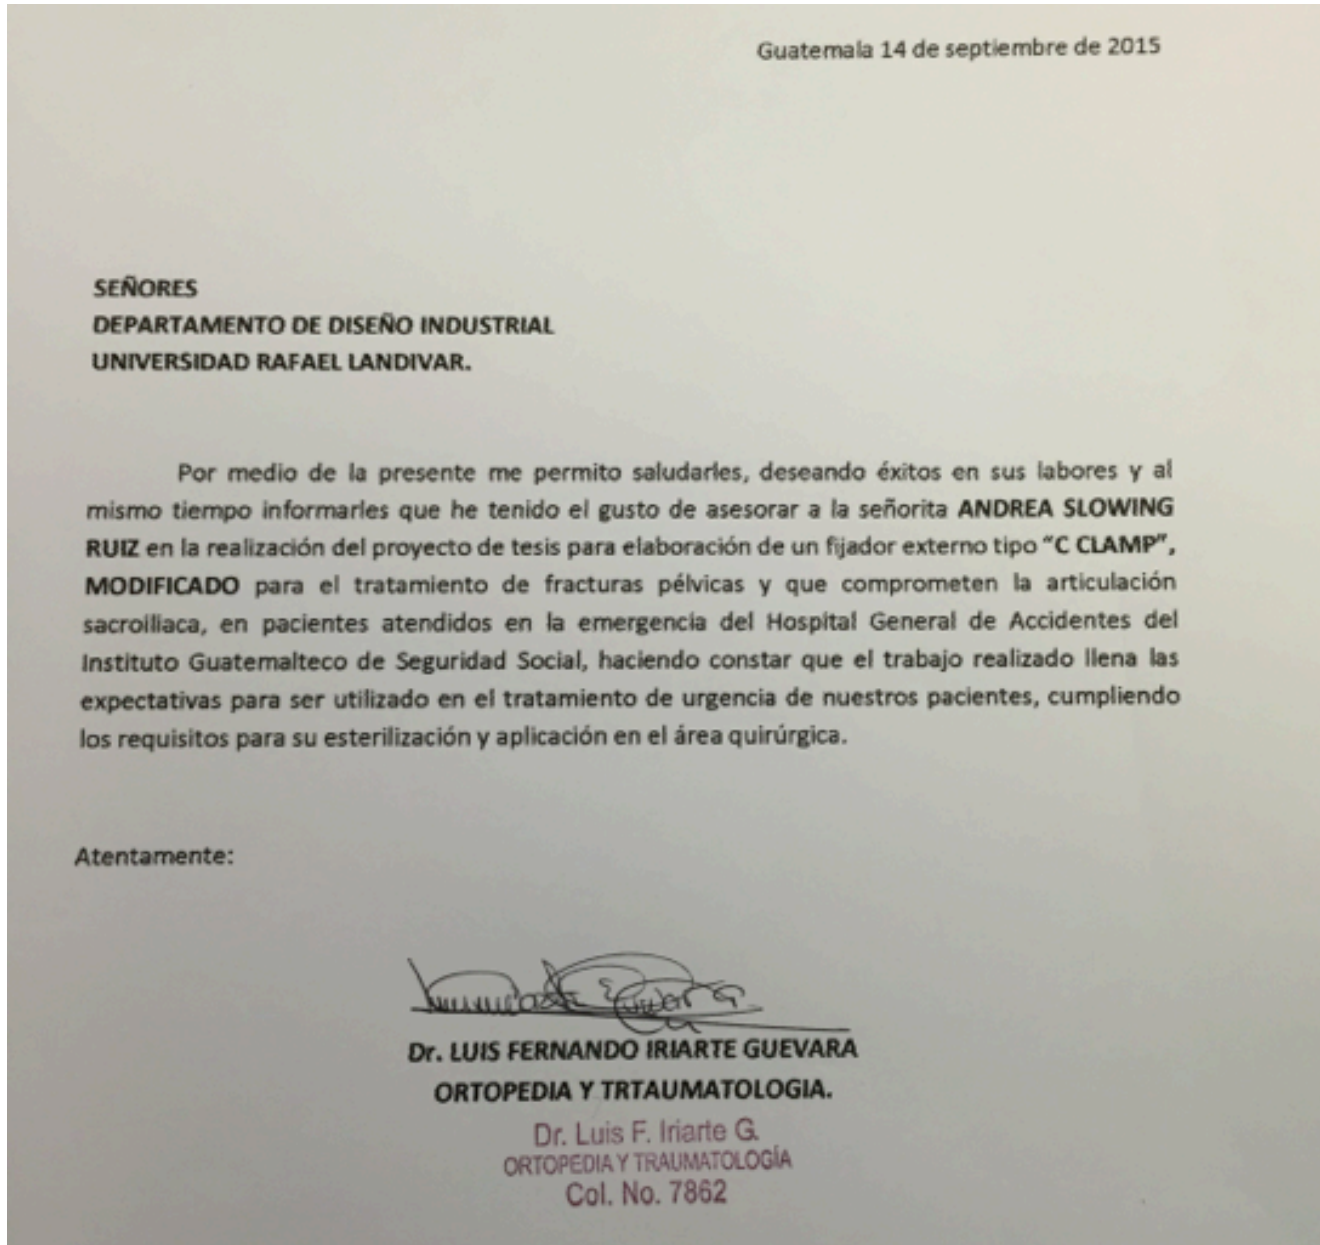 Guatemala 14 de septiembre de 2015
SEÑORES
DEPARTAMENTO DE DISEÑO INDUSTRIAL
UNIVERSIDAD RAFAEL LANDIVAR.
Por medio de la presente me permito saludarles, deseando éxitos en sus labores y al
mismo tiempo informarles que he tenido el gusto de asesorar a la señorita ANDREA SLOWING
RUIZ en la realización del proyecto de tesis para elaboración de un fijador externo tipo “C CLAMP”,
MODIFICADO para el tratamiento de fracturas pélvicas y que comprometen la articulación
sacroiliaca, en pacientes atendidos en la emergencia del Hospital General de Accidentes del
Instituto Guatemalteco de Seguridad Social, haciendo constar que el trabajo realizado llena las
expectativas para ser utilizado en el tratamiento de urgencia de nuestros pacientes, cumpliendo
los requisitos para su esterilización y aplicación en el área quirúrgica.
Atentamente:
Dr. LUIS FERNANDO IRIARTE GUEVARA
ORTOPEDIA Y TRTAUMATOLOGIA.
Dr. Luis F. Iriarte G.
ORTOPEDIA Y TRAUMATOLOGÍA
Col. No. 7862